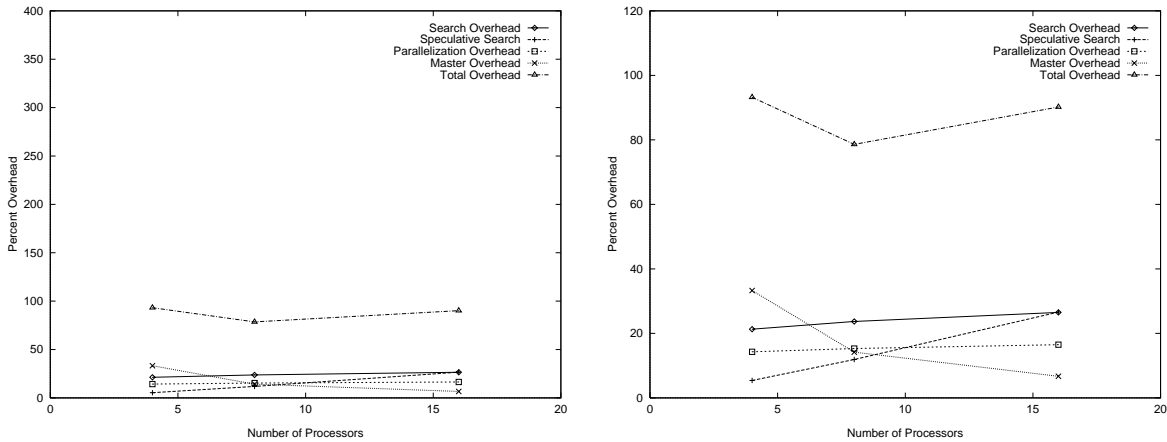 400
350
300
250
200
150
100
50
0
Percent Overhead
Search Overhead
Speculative Search
Parallelization Overhead
Master Overhead
Total Overhead
0 5 10 15 20
Number of Processors
120
100
80
60
40
20
0
Percent Overhead
Search Overhead
Speculative Search
Parallelization Overhead
Master Overhead
Total Overhead
0 5 10 15 20
Number of Processors